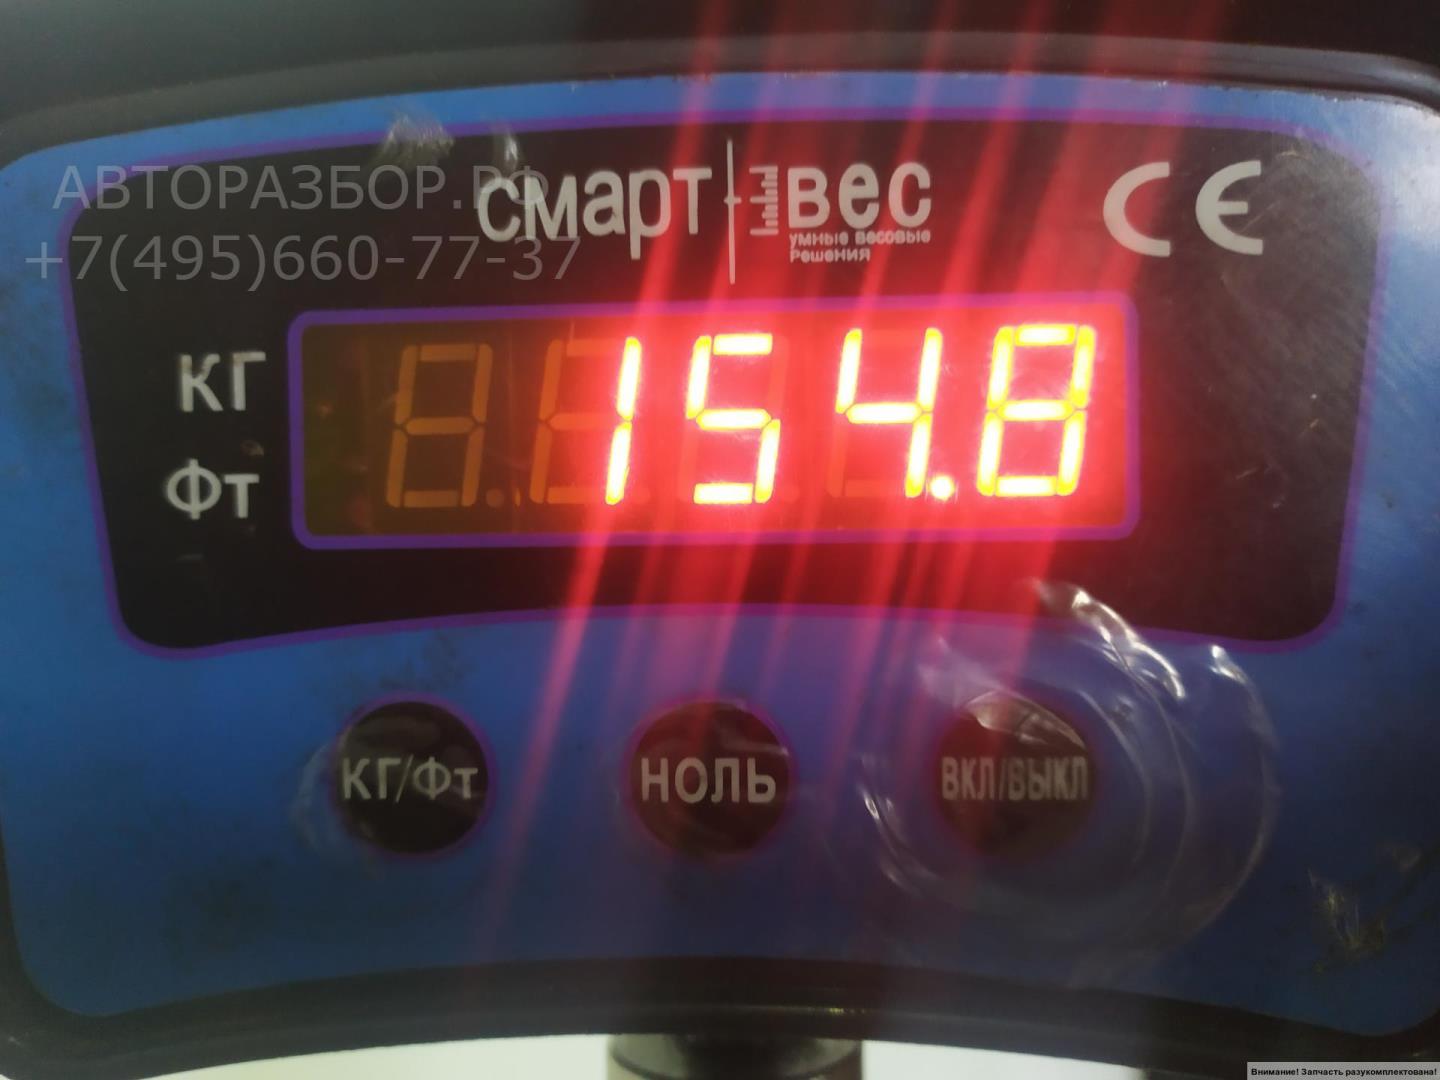 АВТОРАЗБОР.РФ
+7(495)660-77-37
смарт вес
умные весовые
решения
CE
КГ
Фт
154.8
КГ/Фт
НОЛЬ
ВКЛ/ВЫКЛ
Внимание! Запчасть разукомплектована!